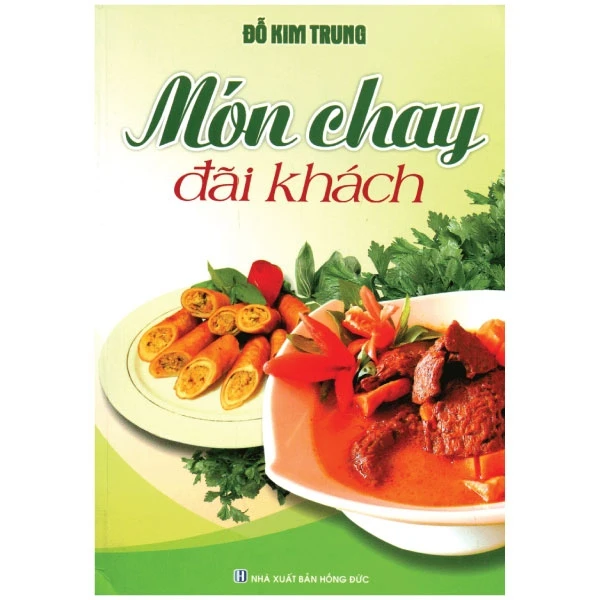 ĐỖ KIM TRUNG
Món chay
đãi khách
NHÀ XUẤT BẢN HỒNG ĐỨC